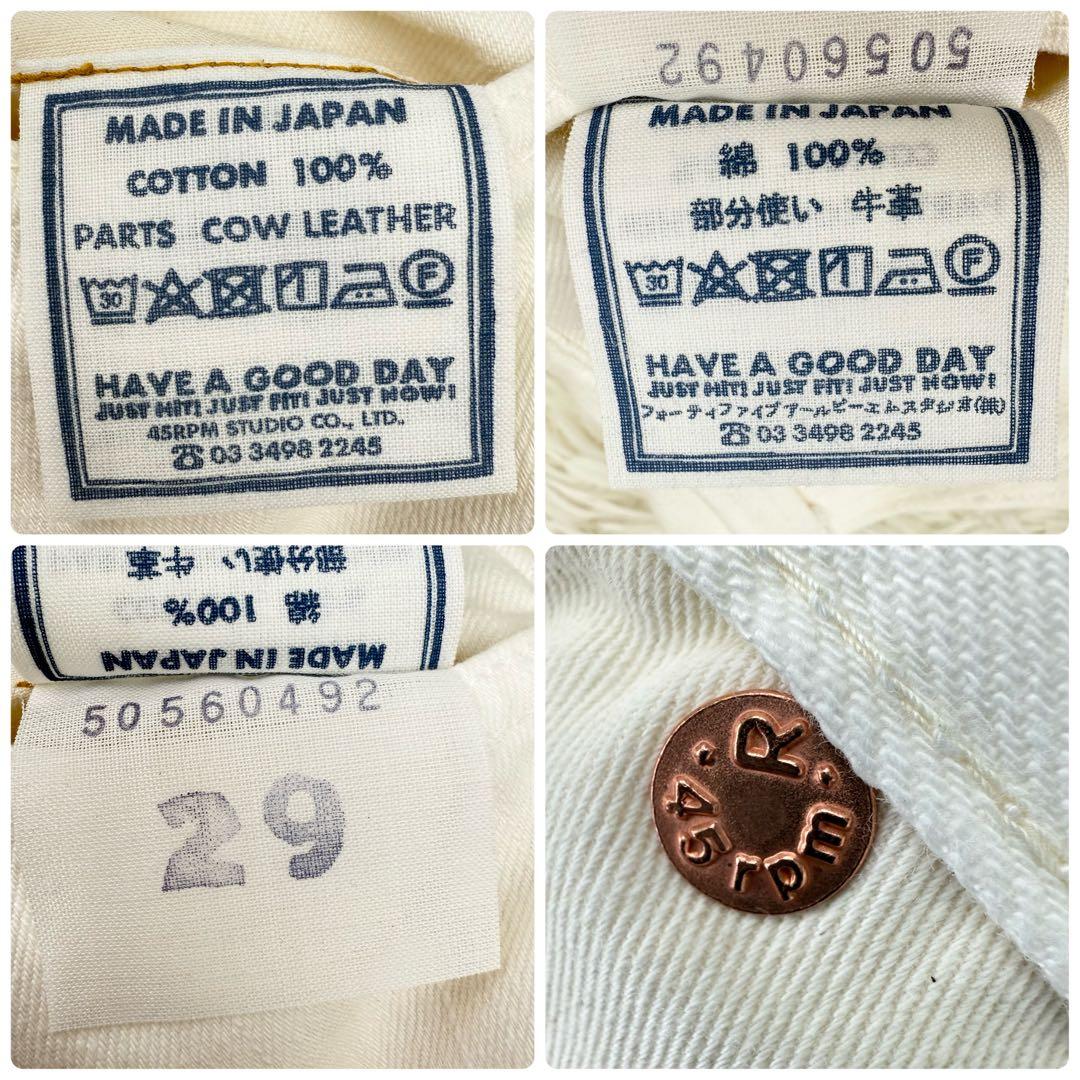 MADE IN JAPAN
COTTON 100%
PARTS COW LEATHER
30
F
HAVE A GOOD DAY
JUST HIT! JUST FIT! JUST NOW!
45RPM STUDIO CO., LTD.
☎ 03 3498 2245
50560492
MADE IN JAPAN
綿 100%
部分使い 牛革
30
F
HAVE A GOOD DAY
JUST HIT! JUST FIT! JUST NOW!
フォーティファイブアールピーエムスタジオ(株)
☎ 03 3498 2245
部分使い 牛革
綿 100%
MADE IN JAPAN
50560492
29
R
45rpm